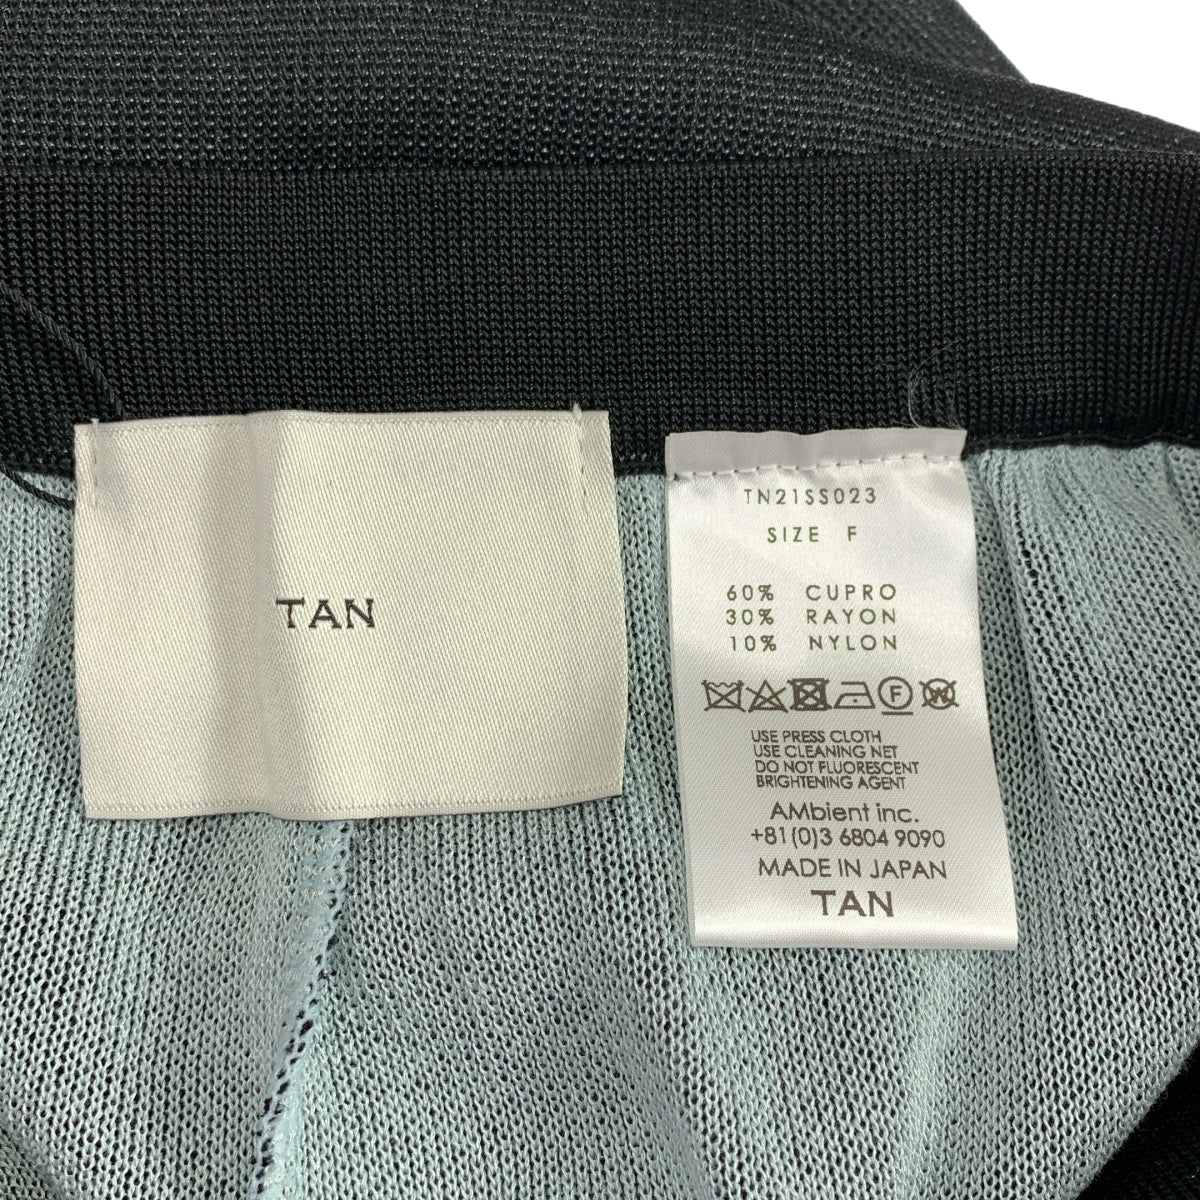 TAN
TN21SS023
SIZE F
60% CUPRO
30% RAYON
10% NYLON
F W
USE PRESS CLOTH
USE CLEANING NET
DO NOT FLUORESCENT
BRIGHTENING AGENT
AMbient inc.
+81(0)3 6804 9090
MADE IN JAPAN
TAN